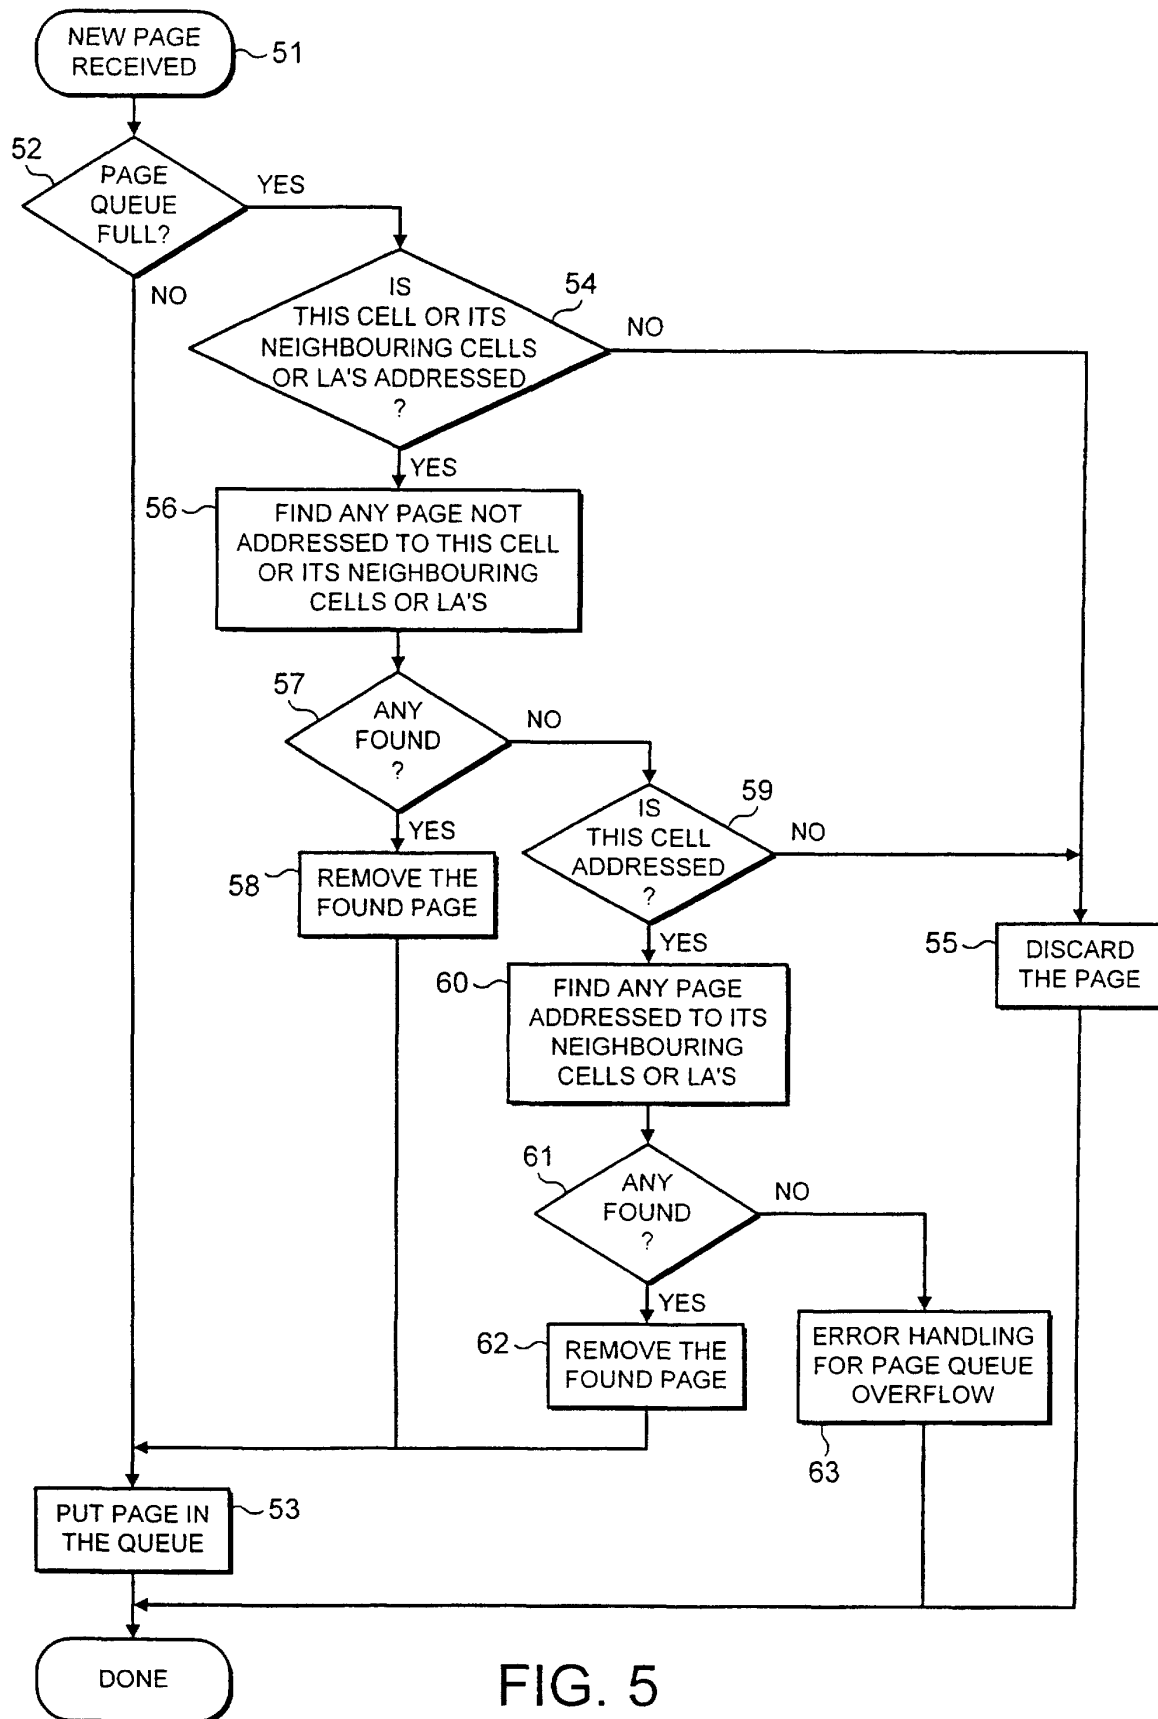 NEW PAGE
RECEIVED
51
52
PAGE
QUEUE
FULL?
YES
NO
IS
THIS CELL OR ITS
NEIGHBOURING CELLS
OR LA'S ADDRESSED
?
54
NO
YES
56
FIND ANY PAGE NOT
ADDRESSED TO THIS CELL
OR ITS NEIGHBOURING
CELLS OR LA'S
57
ANY
FOUND
?
NO
YES
58
REMOVE THE
FOUND PAGE
59
IS
THIS CELL
ADDRESSED
?
NO
YES
55
DISCARD
THE PAGE
60
FIND ANY PAGE
ADDRESSED TO ITS
NEIGHBOURING
CELLS OR LA'S
61
ANY
FOUND
?
NO
YES
62
REMOVE THE
FOUND PAGE
ERROR HANDLING
FOR PAGE QUEUE
OVERFLOW
63
PUT PAGE IN
THE QUEUE
53
DONE
FIG. 5